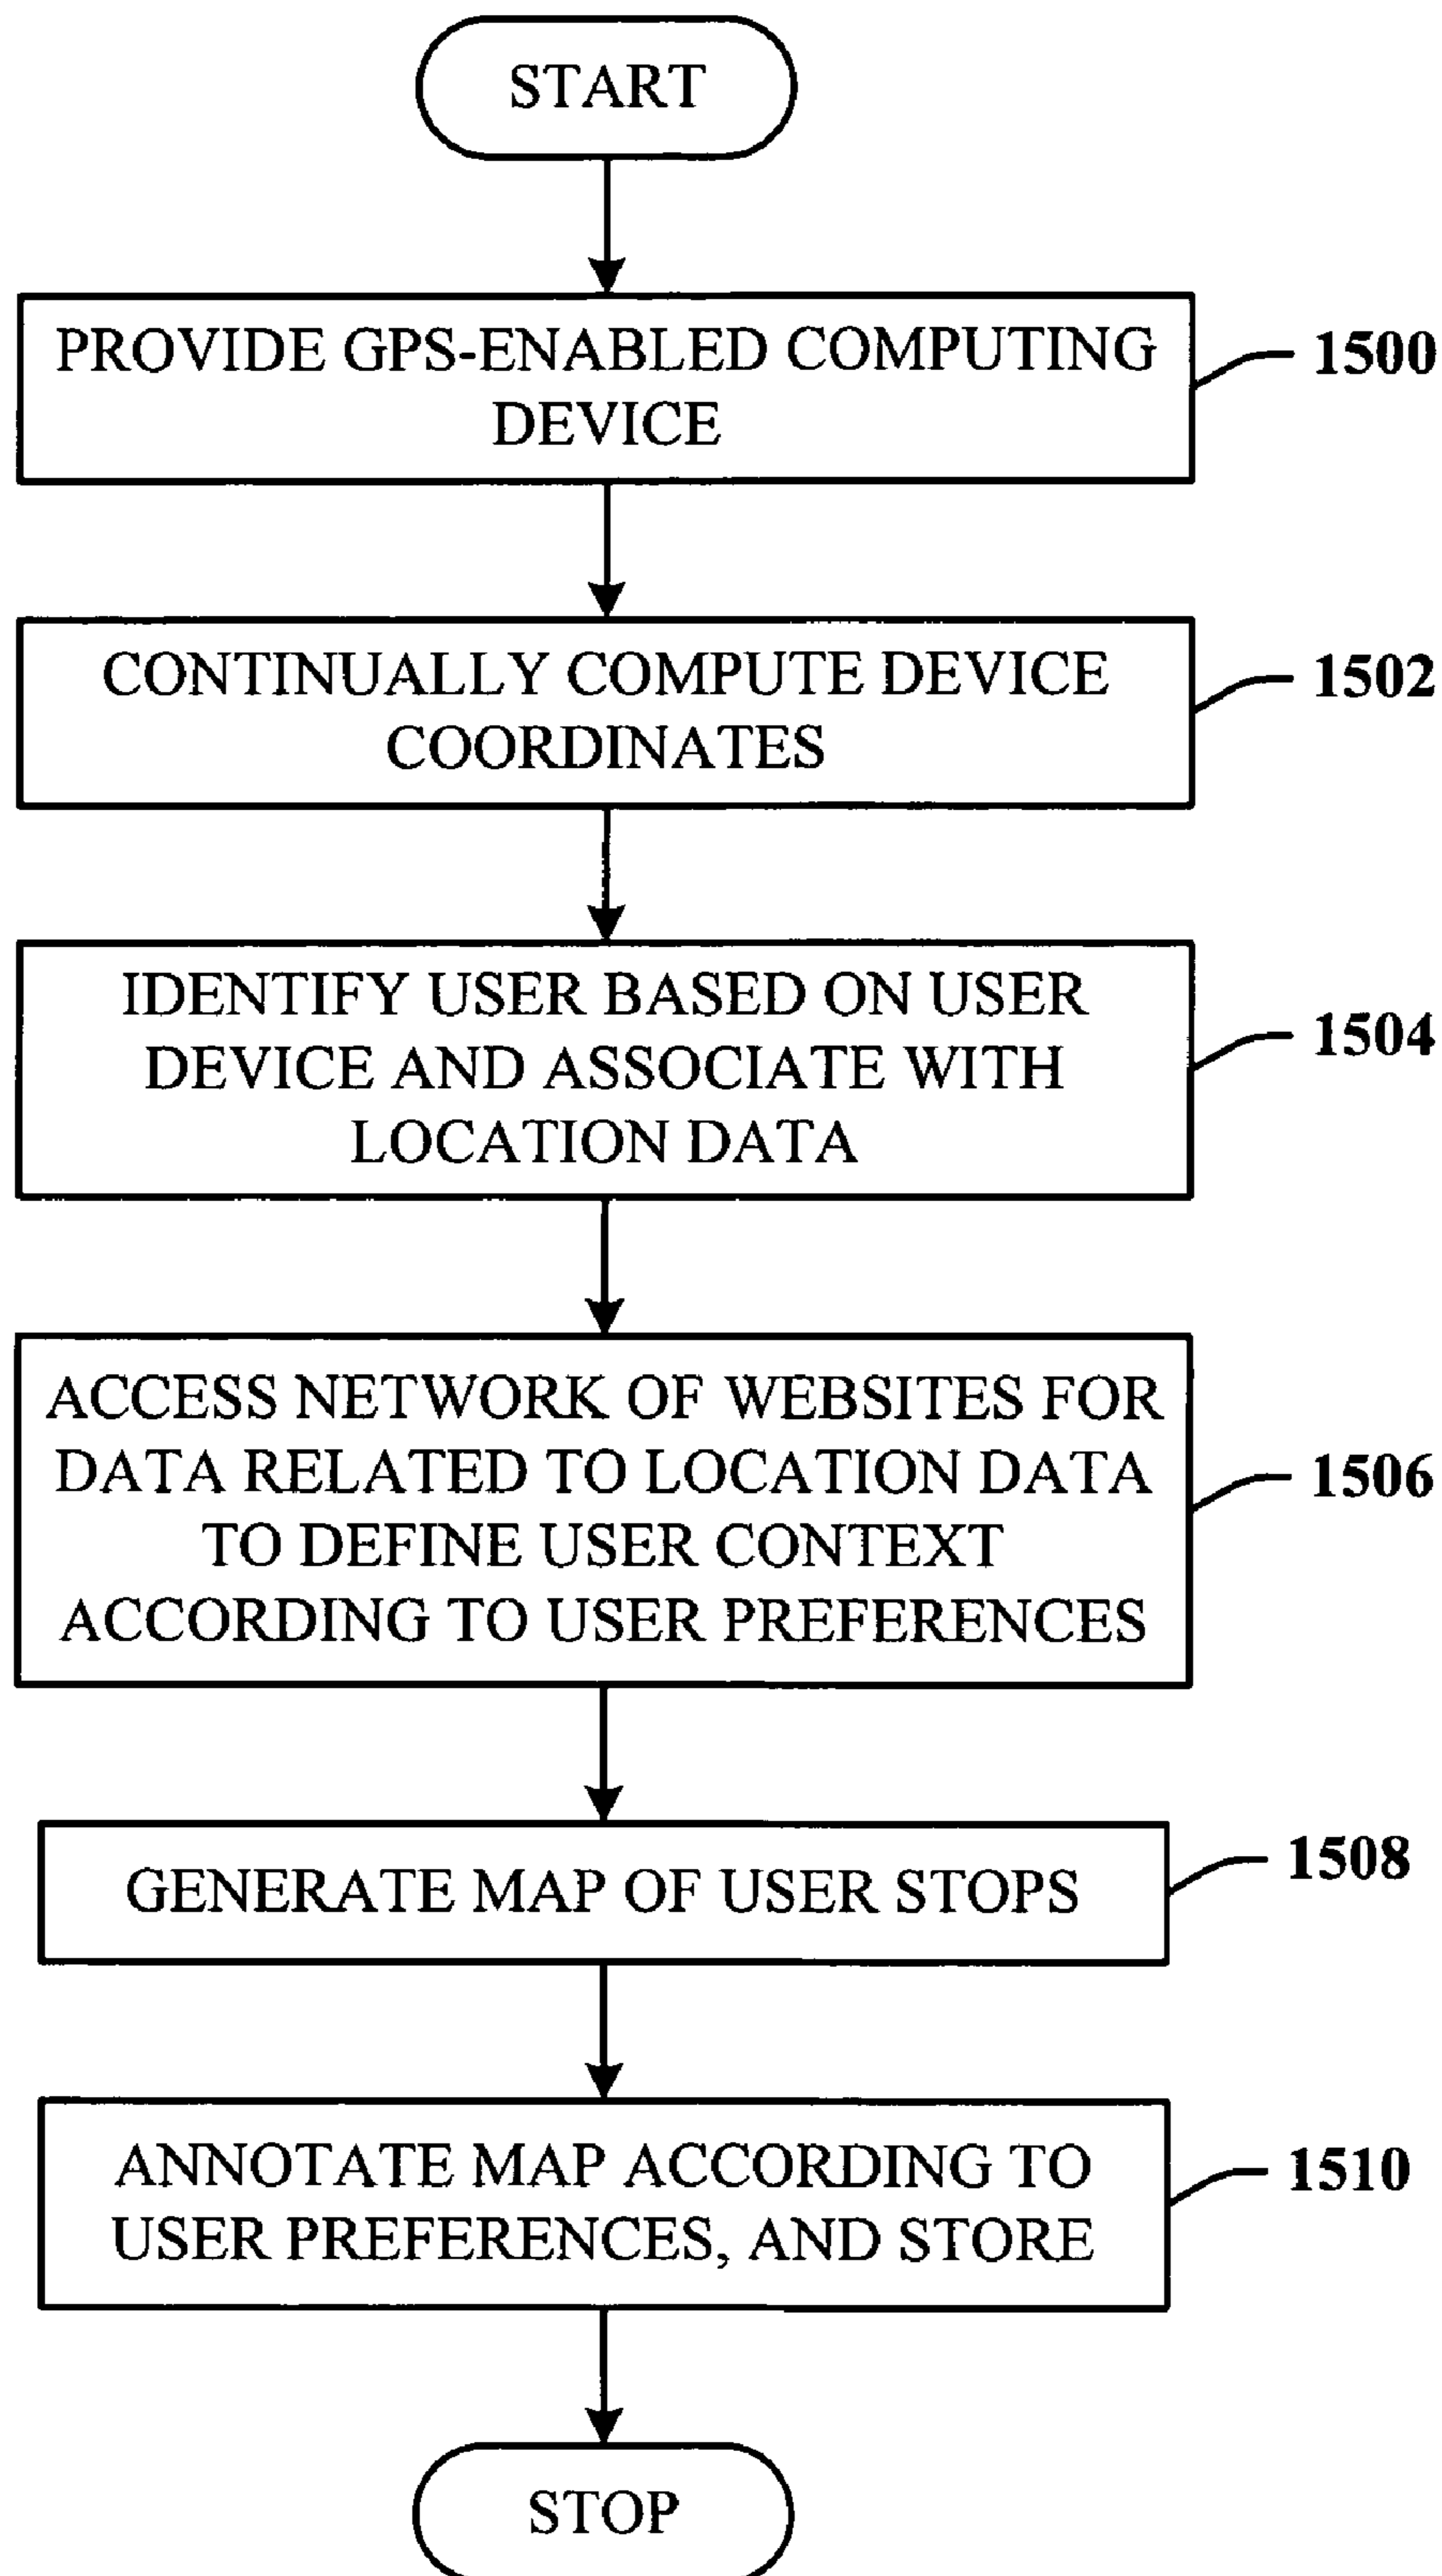 START
PROVIDE GPS-ENABLED COMPUTING
DEVICE
1500
CONTINUALLY COMPUTE DEVICE
COORDINATES
1502
IDENTIFY USER BASED ON USER
DEVICE AND ASSOCIATE WITH
LOCATION DATA
1504
ACCESS NETWORK OF WEBSITES FOR
DATA RELATED TO LOCATION DATA
TO DEFINE USER CONTEXT
ACCORDING TO USER PREFERENCES
1506
GENERATE MAP OF USER STOPS
1508
ANNOTATE MAP ACCORDING TO
USER PREFERENCES, AND STORE
1510
STOP